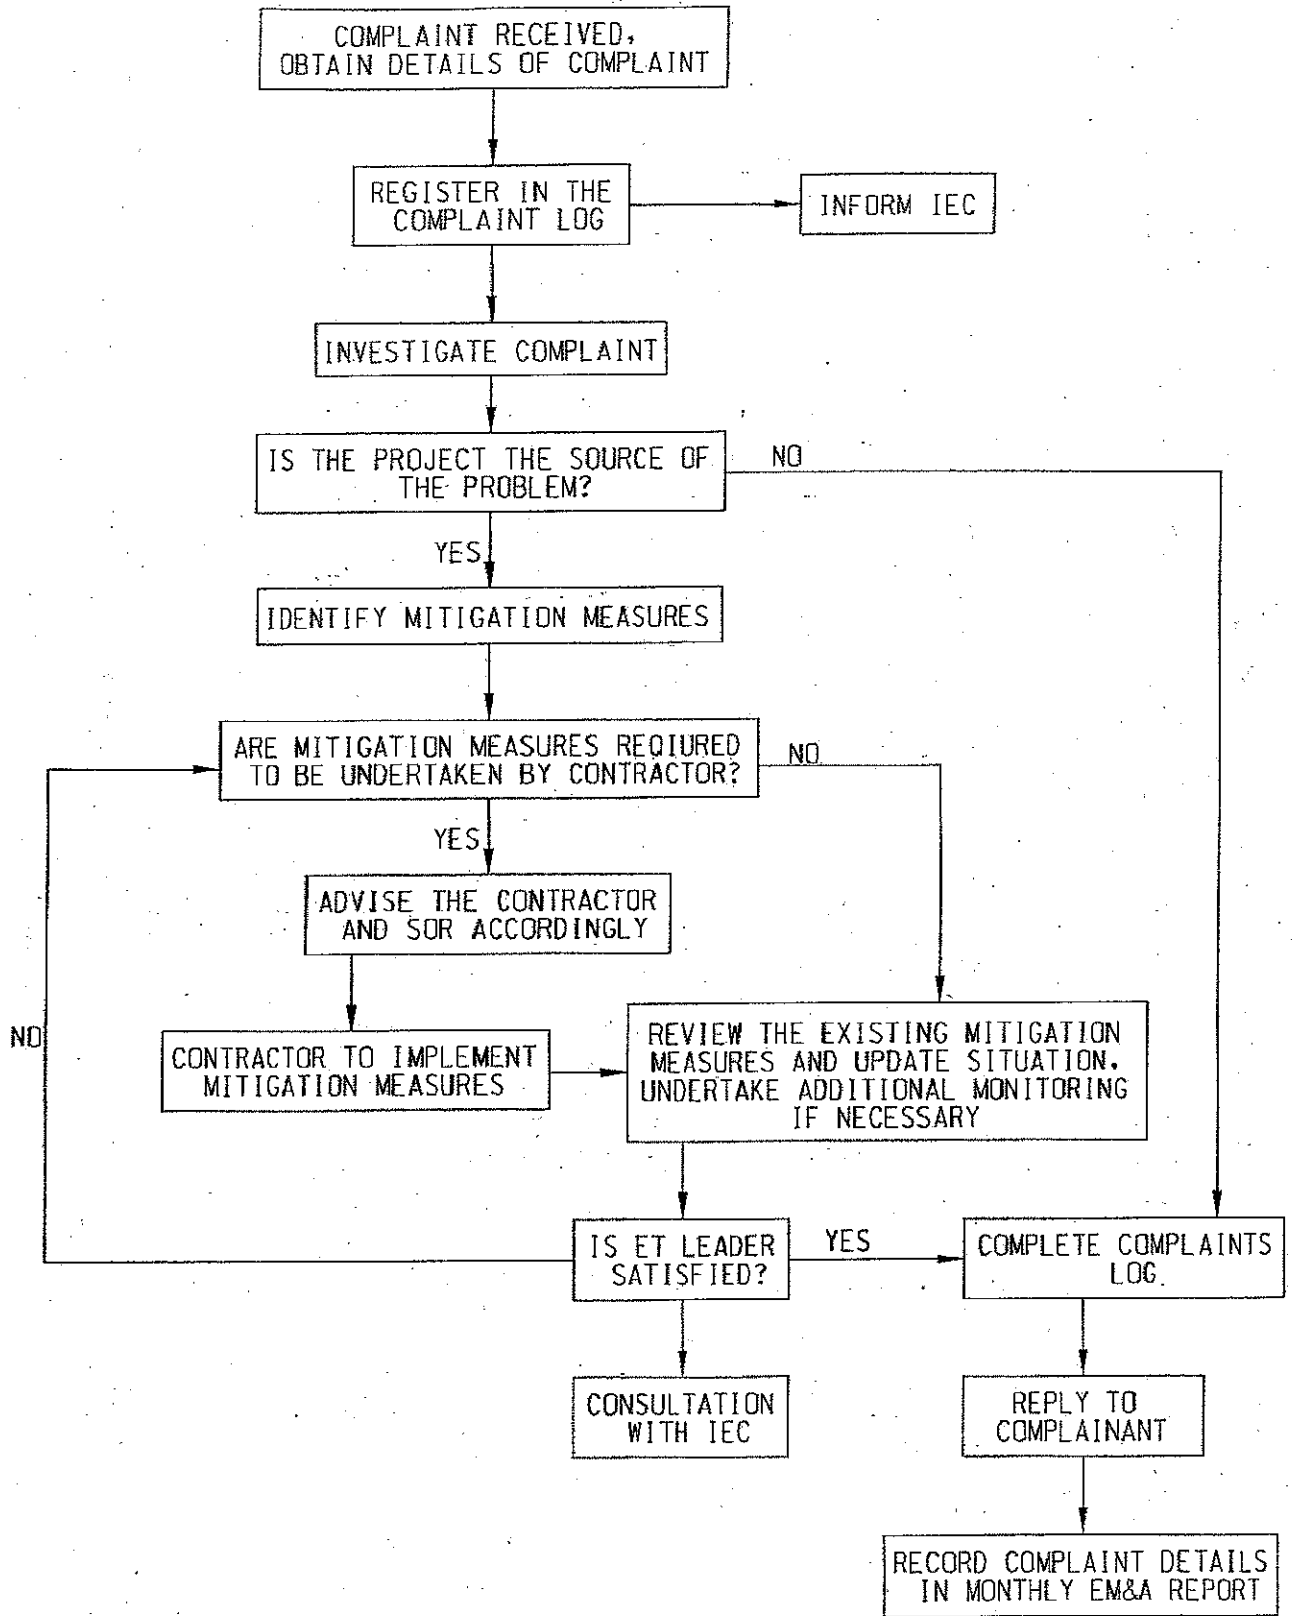 COMPLAINT RECEIVED,
OBTAIN DETAILS OF COMPLAINT
REGISTER IN THE
COMPLAINT LOG
INFORM IEC
INVESTIGATE COMPLAINT
IS THE PROJECT THE SOURCE OF
THE PROBLEM?
NO
YES
IDENTIFY MITIGATION MEASURES
ARE MITIGATION MEASURES REQIURED
TO BE UNDERTAKEN BY CONTRACTOR?
NO
YES
ADVISE THE CONTRACTOR
AND SOR ACCORDINGLY
NO
CONTRACTOR TO IMPLEMENT
MITIGATION MEASURES
REVIEW THE EXISTING MITIGATION
MEASURES AND UPDATE SITUATION.
UNDERTAKE ADDITIONAL MONITORING
IF NECESSARY
IS ET LEADER
SATISFIED?
YES
COMPLETE COMPLAINTS
LOG.
CONSULTATION
WITH IEC
REPLY TO
COMPLAINANT
RECORD COMPLAINT DETAILS
IN MONTHLY EM&A REPORT